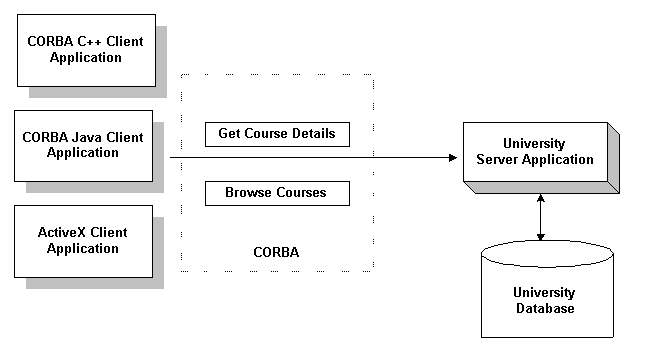 CORBA C++ Client
Application
CORBA Java Client
Application
ActiveX Client
Application
Get Course Details
Browse Courses
CORBA
University
Server Application
University
Database